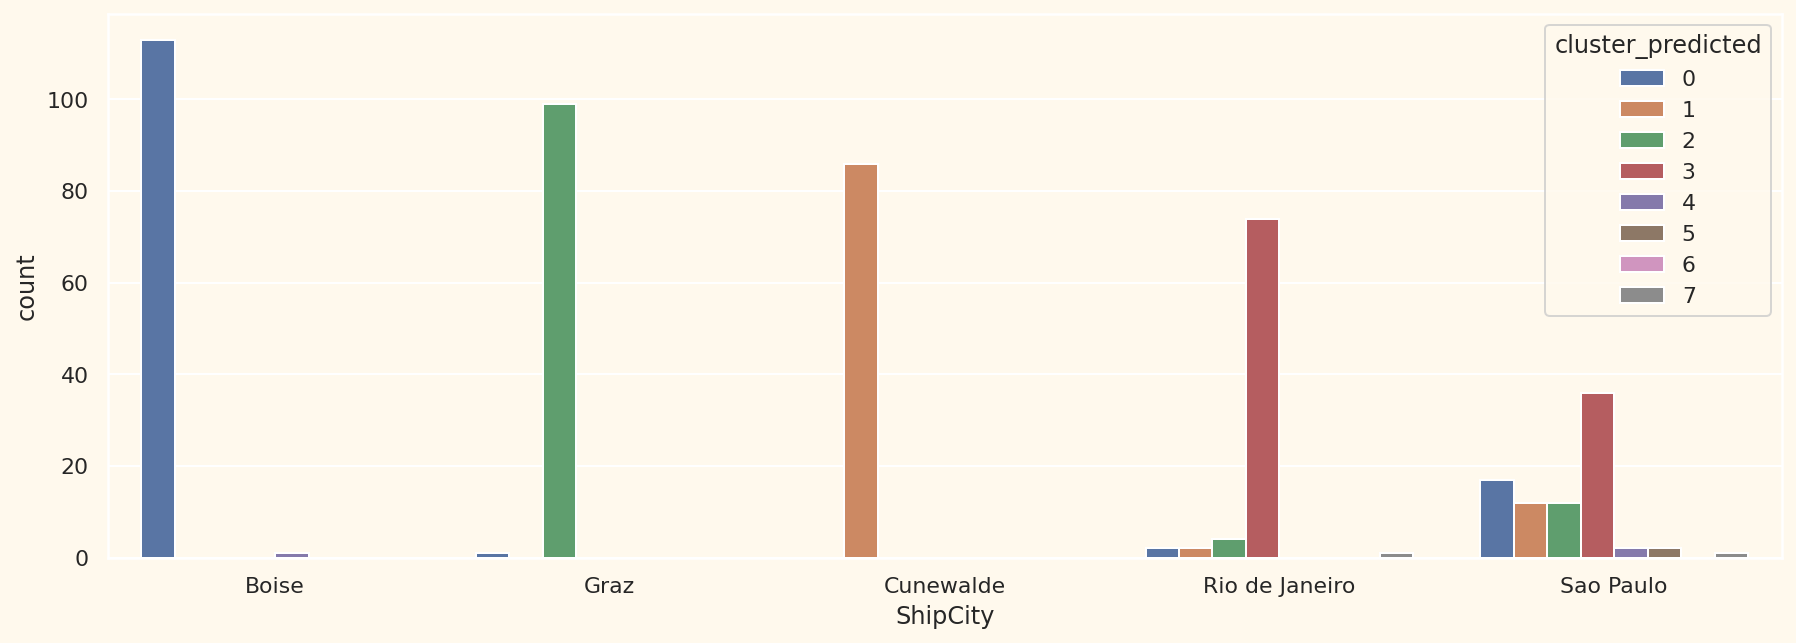 cluster_predicted
0
1
2
3
4
5
6
7
100
80
60
40
20
0
count
Boise
Graz
Cunewalde
Rio de Janeiro
Sao Paulo
ShipCity